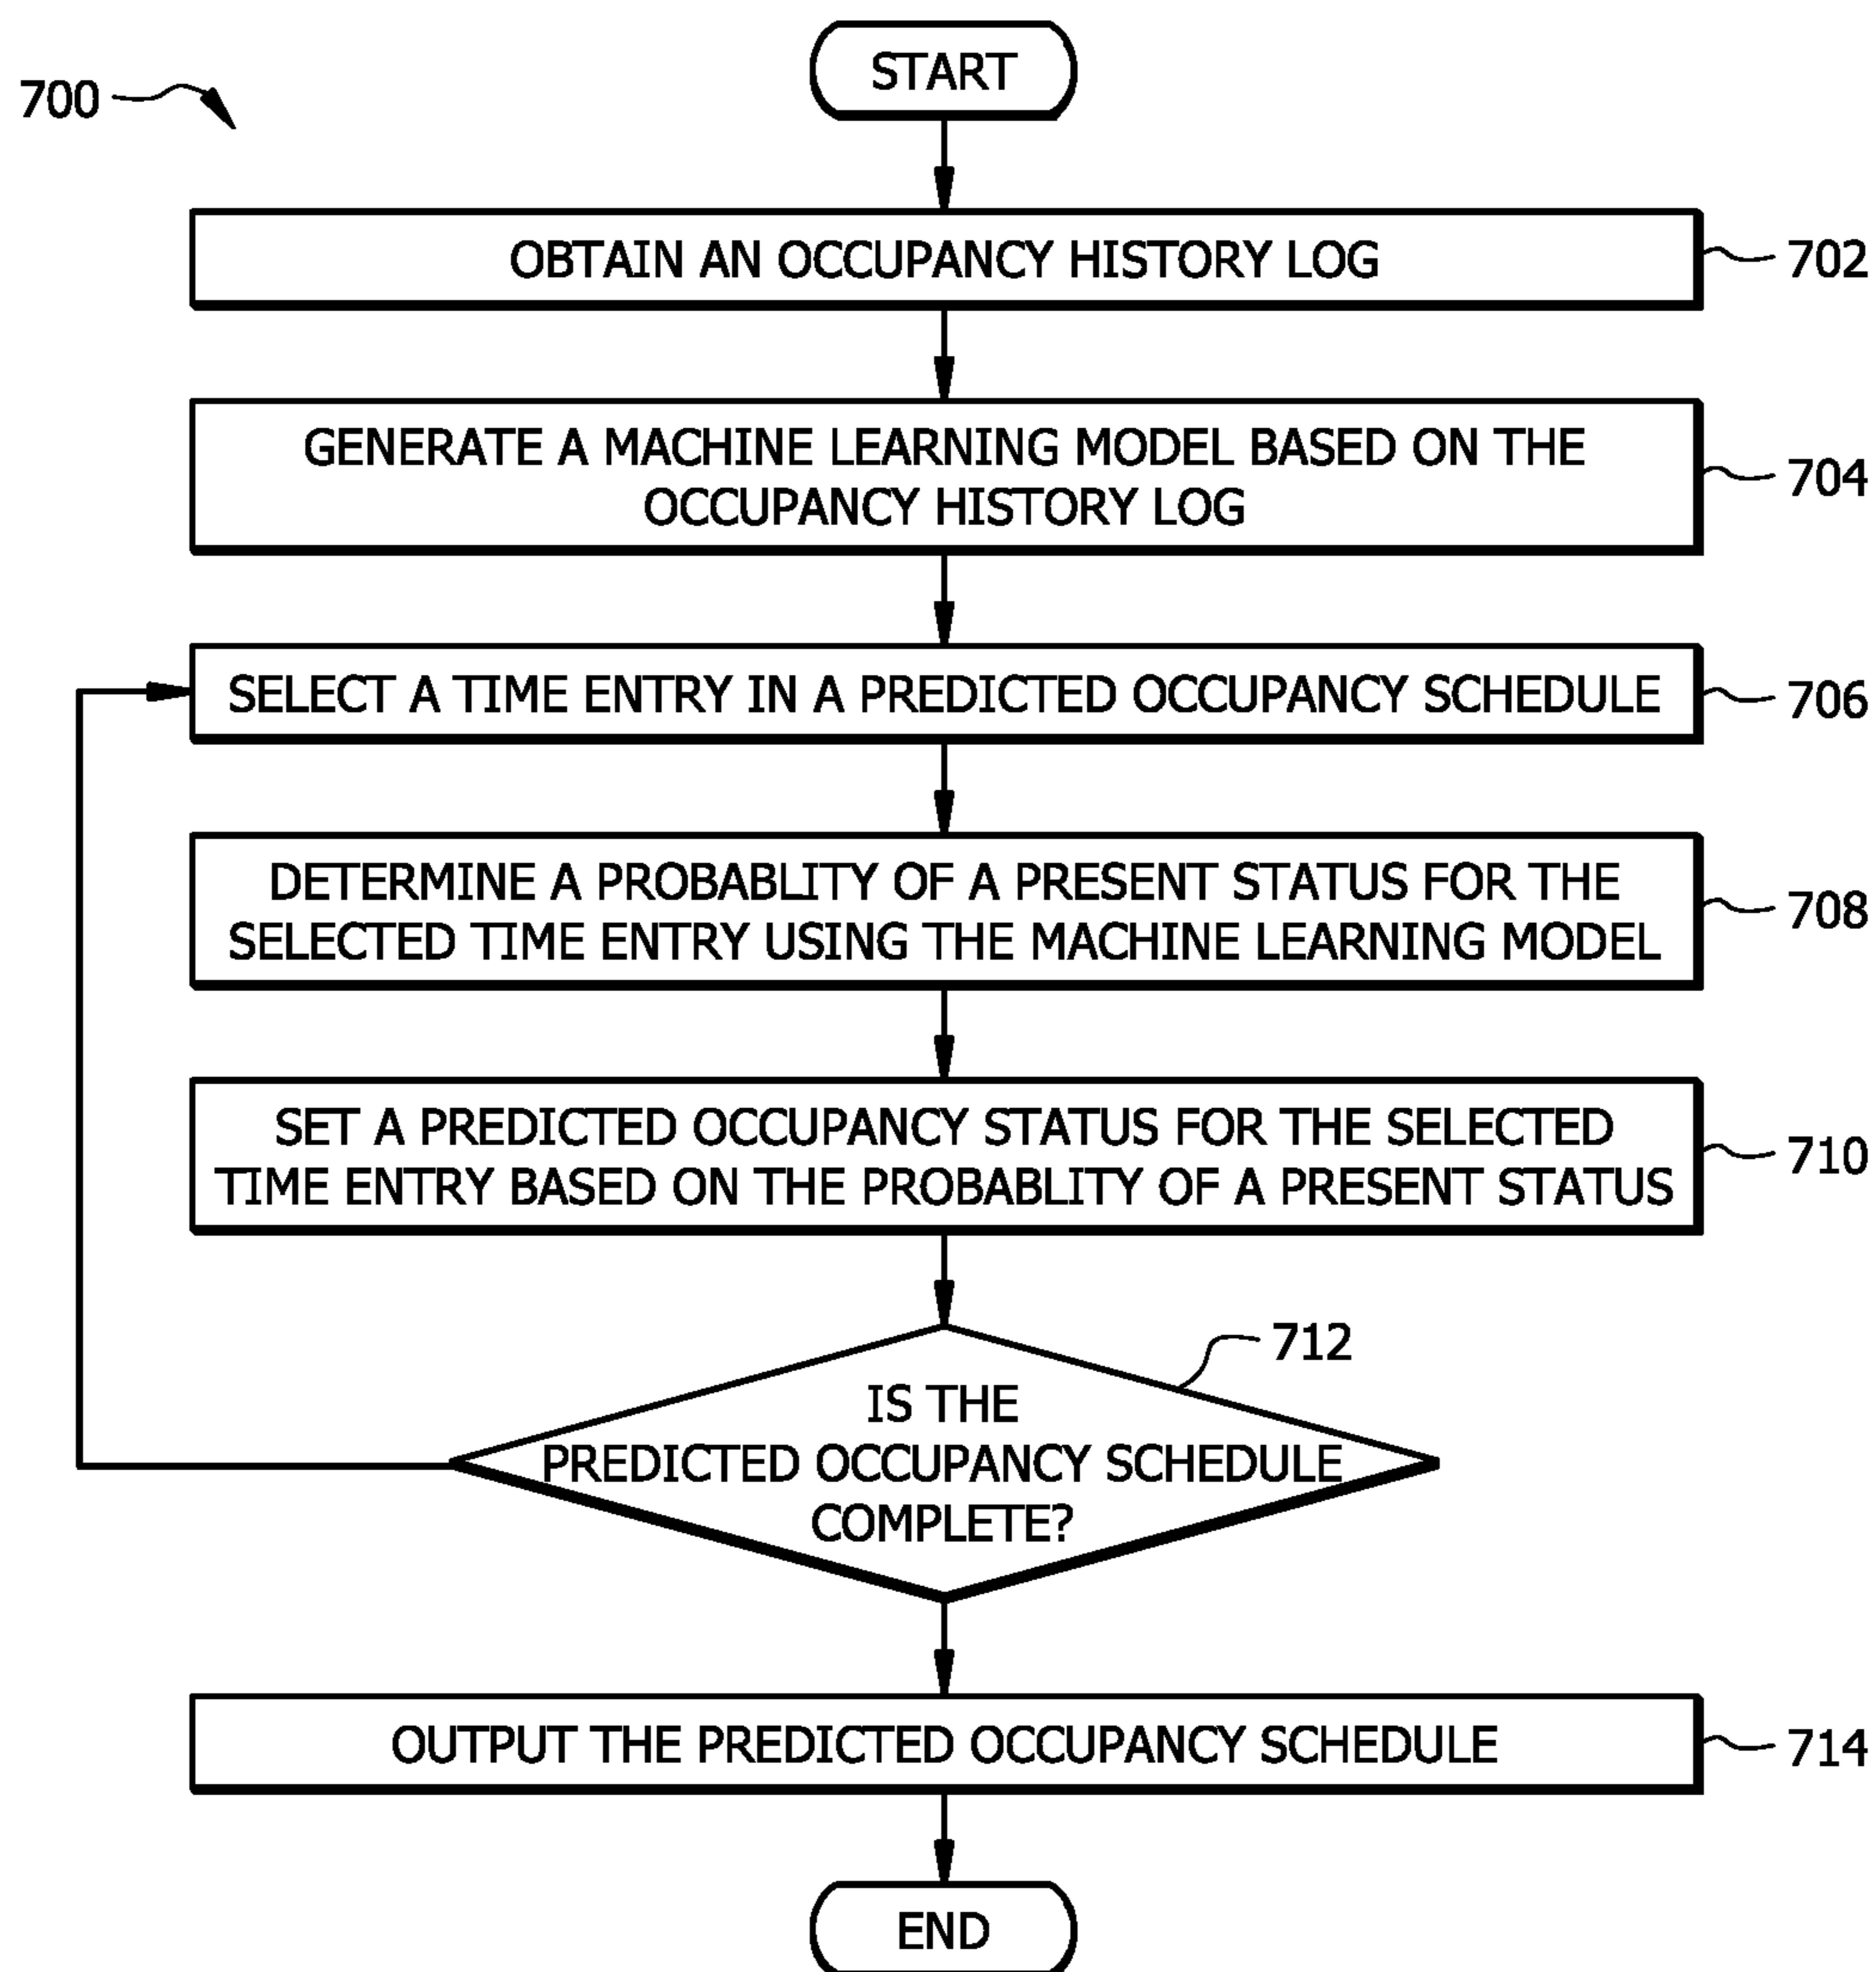 START
700
OBTAIN AN OCCUPANCY HISTORY LOG
702
GENERATE A MACHINE LEARNING MODEL BASED ON THE
OCCUPANCY HISTORY LOG
704
SELECT A TIME ENTRY IN A PREDICTED OCCUPANCY SCHEDULE
706
DETERMINE A PROBABLITY OF A PRESENT STATUS FOR THE
SELECTED TIME ENTRY USING THE MACHINE LEARNING MODEL
708
SET A PREDICTED OCCUPANCY STATUS FOR THE SELECTED
TIME ENTRY BASED ON THE PROBABLITY OF A PRESENT STATUS
710
712
IS THE
PREDICTED OCCUPANCY SCHEDULE
COMPLETE?
OUTPUT THE PREDICTED OCCUPANCY SCHEDULE
714
END